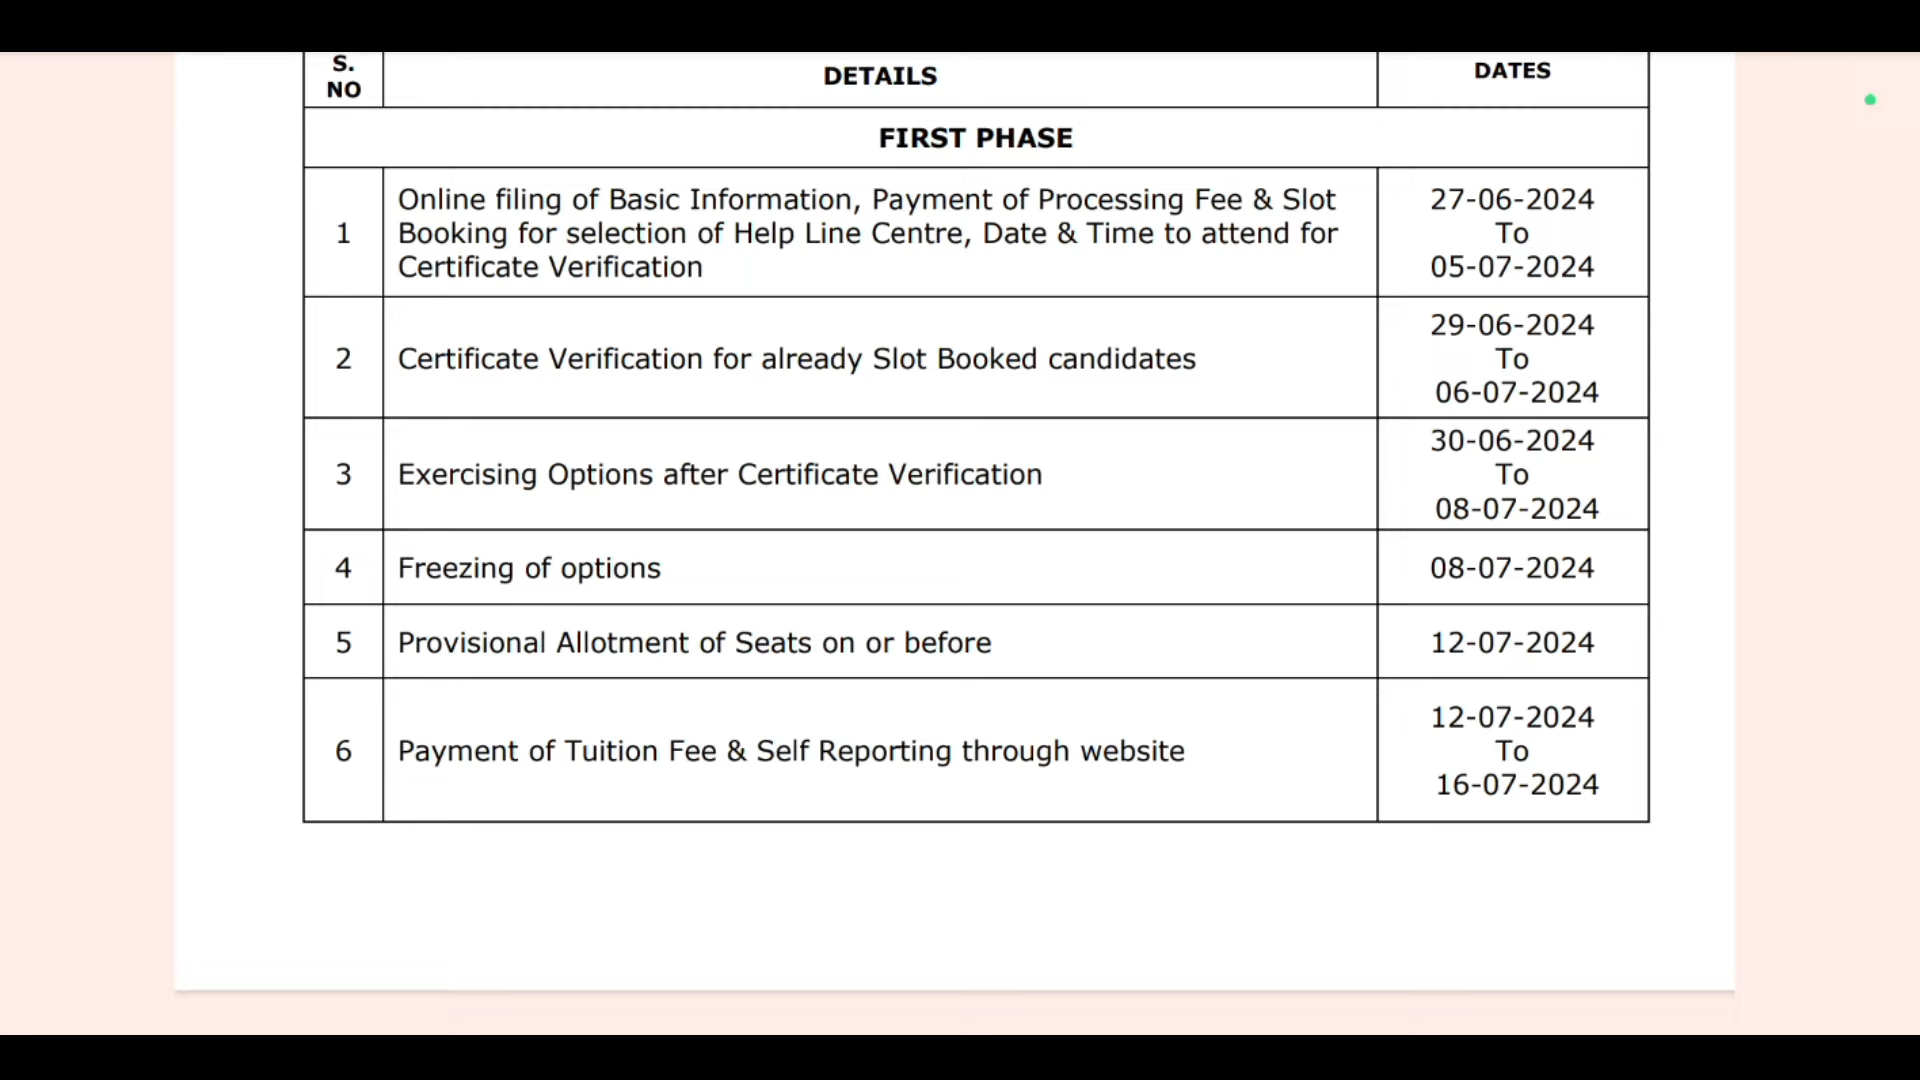 S.
NO
DETAILS
DATES
FIRST PHASE
1
Online filing of Basic Information, Payment of Processing Fee & Slot
Booking for selection of Help Line Centre, Date & Time to attend for
Certificate Verification
27-06-2024
To
05-07-2024
2
Certificate Verification for already Slot Booked candidates
29-06-2024
To
06-07-2024
3
Exercising Options after Certificate Verification
30-06-2024
To
08-07-2024
4
Freezing of options
08-07-2024
5
Provisional Allotment of Seats on or before
12-07-2024
6
Payment of Tuition Fee & Self Reporting through website
12-07-2024
To
16-07-2024